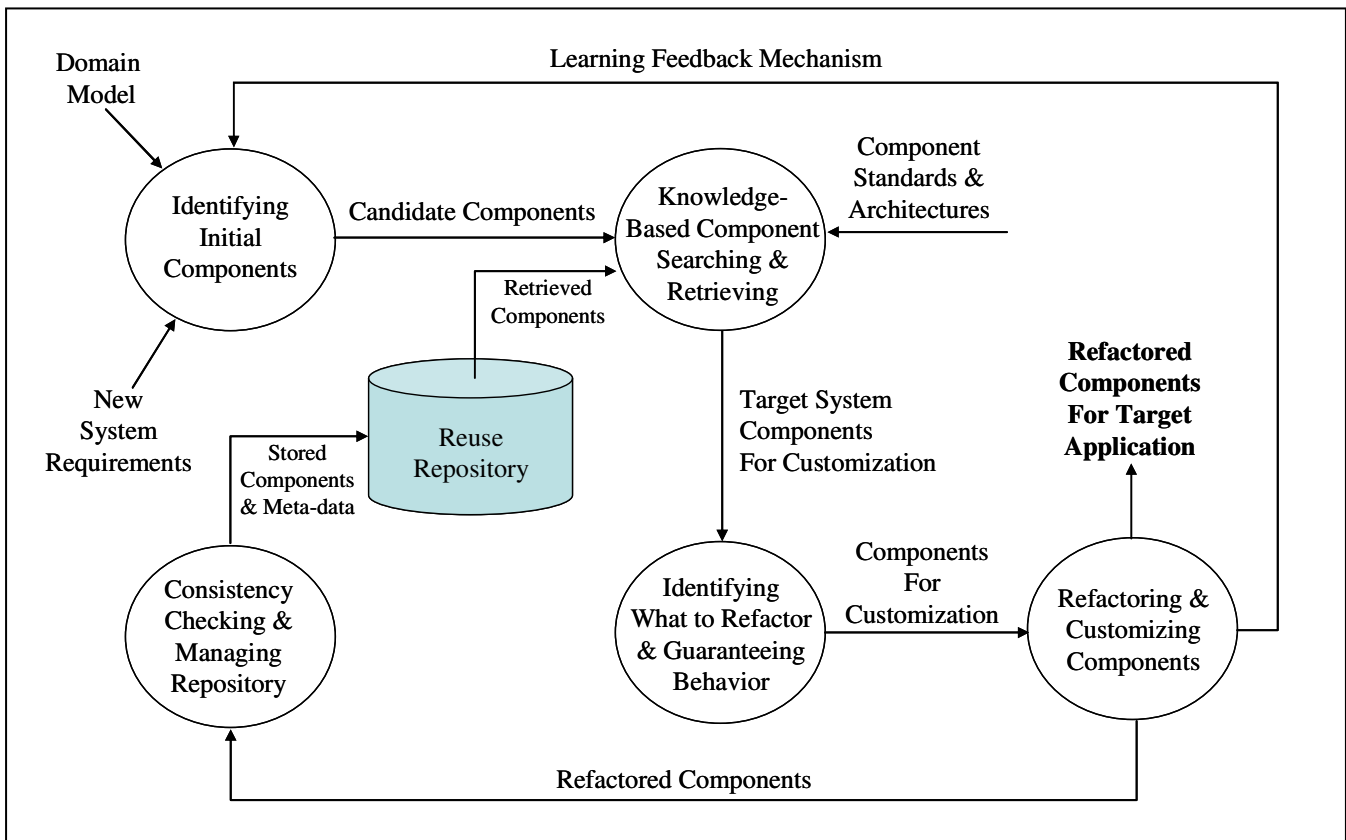 Learning Feedback Mechanism
Domain
Model
Identifying
Initial
Components
Candidate Components
Knowledge-
Based Component
Searching &
Retrieving
Component
Standards &
Architectures
Retrieved
Components
New
System
Requirements
Reuse
Repository
Stored
Components
& Meta-data
Target System
Components
For Customization
Refactored
Components
For Target
Application
Consistency
Checking &
Managing
Repository
Identifying
What to Refactor
& Guaranteeing
Behavior
Components
For
Customization
Refactoring &
Customizing
Components
Refactored Components